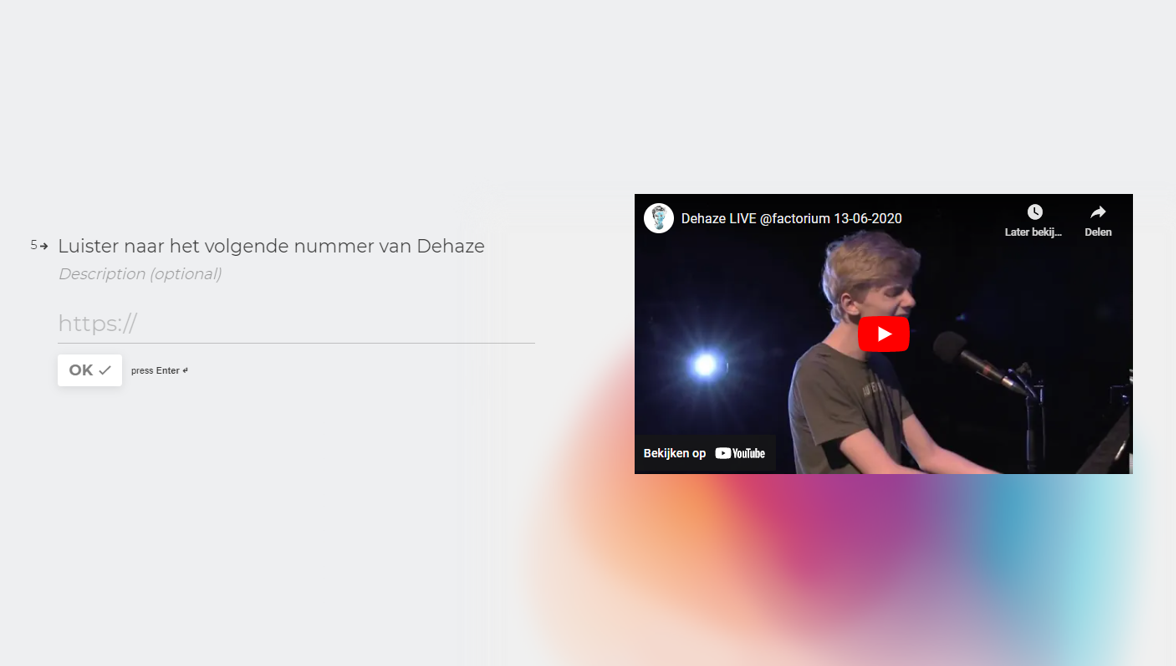 5 Luister naar het volgende nummer van Dehaze
Description (optional)
https://
OK
press Enter ↵
Dehaze LIVE @factorium 13-06-2020
Later bekij...
Delen
Bekijken op YouTube